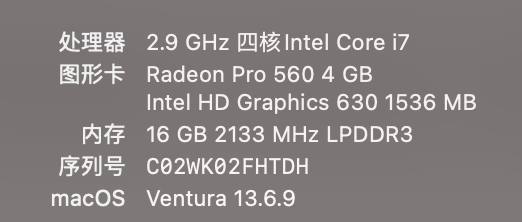 处理器 2.9 GHz 四核Intel Core i7
图形卡 Radeon Pro 560 4 GB
Intel HD Graphics 630 1536 MB
内存 16 GB 2133 MHz LPDDR3
序列号 C02WK02FHTDH
macOS Ventura 13.6.9